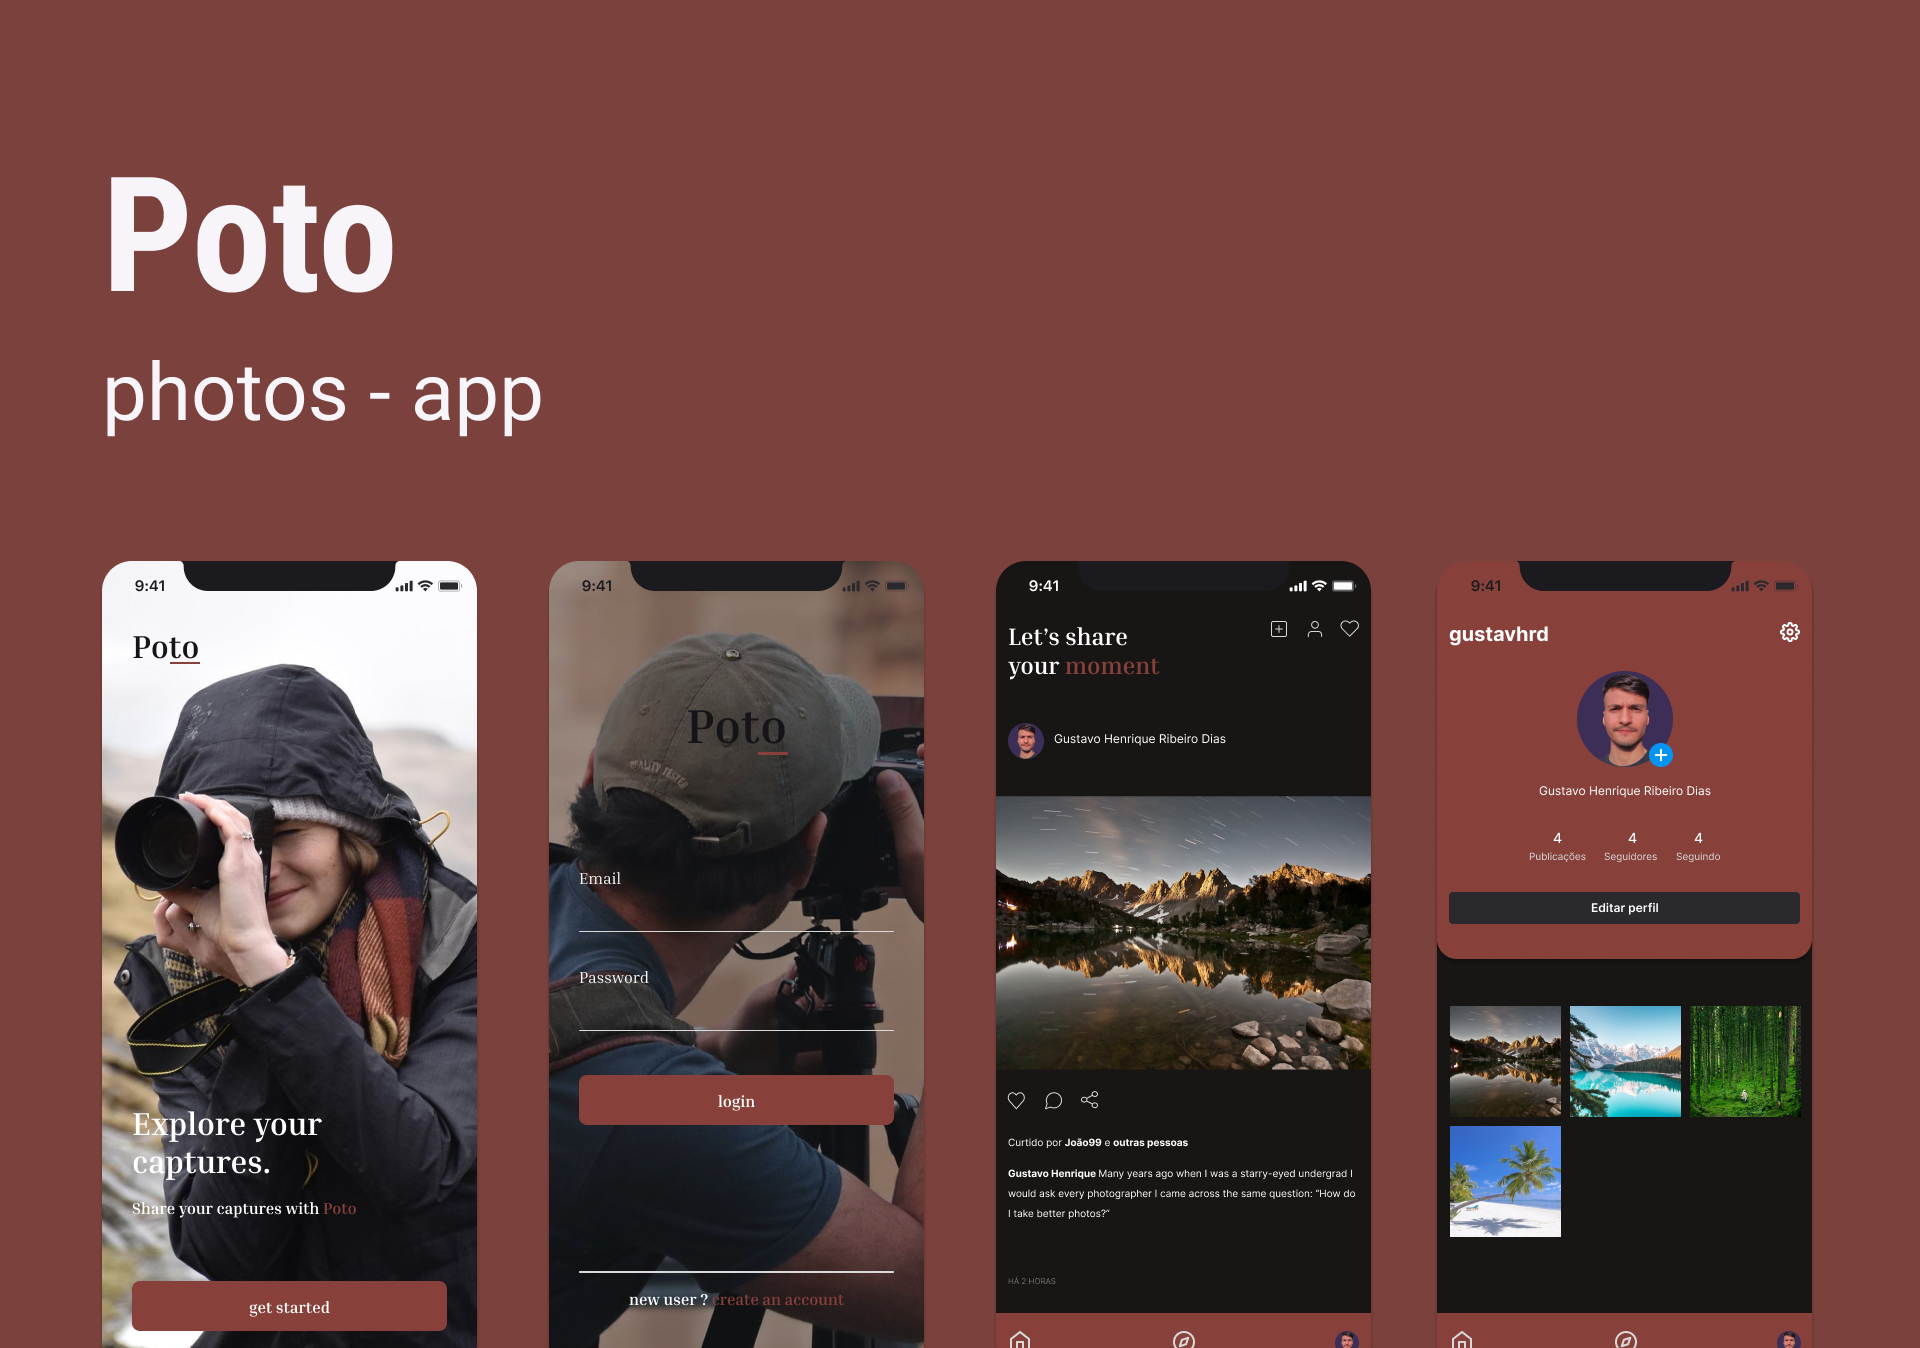 Poto
photos - app
9:41
Poto
Explore your
captures.
Share your captures with Poto
get started
9:41
Poto
Email
Password
login
new user ? create an account
9:41
Let’s share
your moment
Gustavo Henrique Ribeiro Dias
Curtido por João99 e outras pessoas
Gustavo Henrique Many years ago when I was a starry-eyed undergrad I
would ask every photographer I came across the same question: “How do
I take better photos?”
HÁ 2 HORAS
9:41
gustavhrd
Gustavo Henrique Ribeiro Dias
4 4 4
Publicações Seguidores Seguindo
Editar perfil